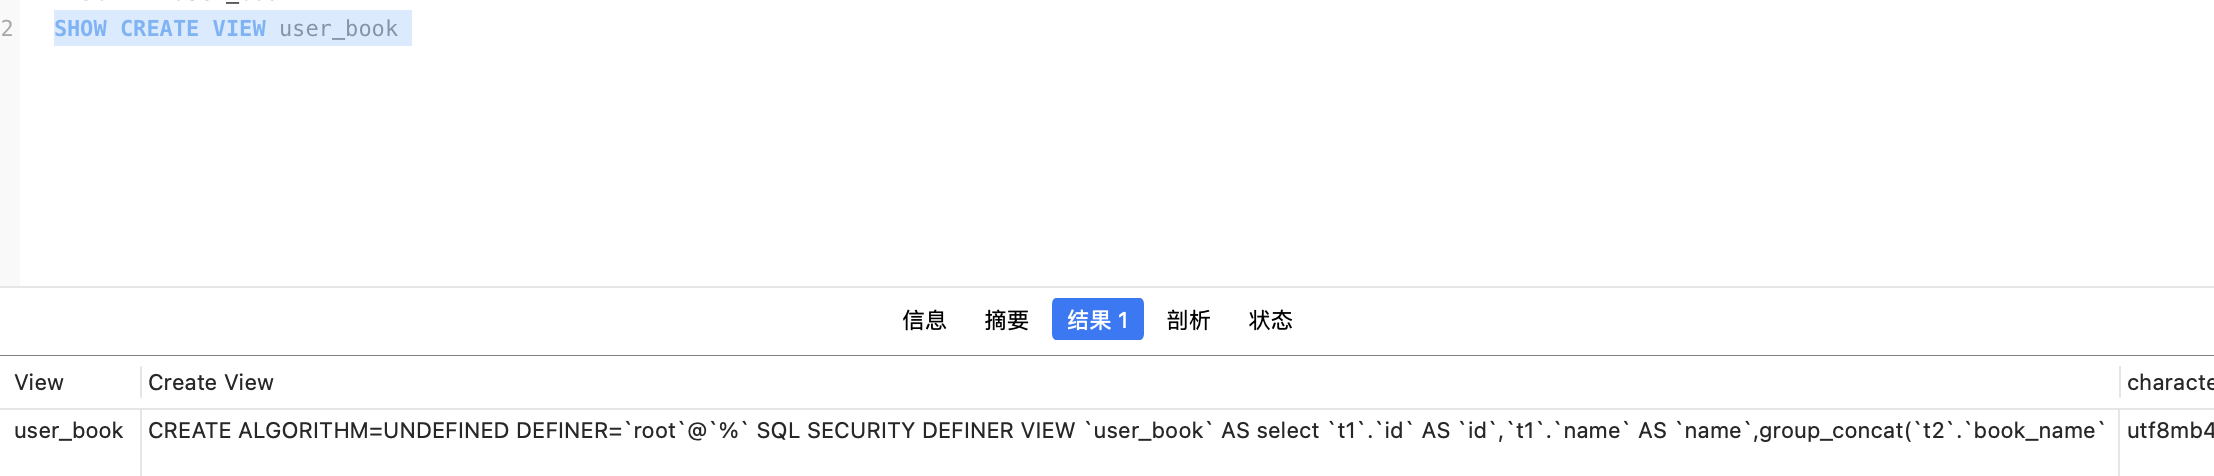 2 SHOW CREATE VIEW user_book
信息 摘要 结果 1 剖析 状态
View Create View characte
user_book CREATE ALGORITHM=UNDEFINED DEFINER=`root`@`%` SQL SECURITY DEFINER VIEW `user_book` AS select `t1`.`id` AS `id`,`t1`.`name` AS `name`,group_concat(`t2`.`book_name` utf8mb4